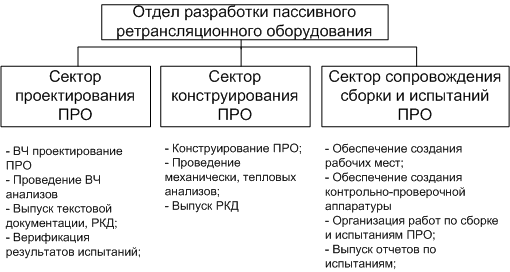 Отдел разработки пассивного
ретрансляционного оборудования
Сектор
проектирования
ПРО
Сектор
конструирования
ПРО
Сектор сопровождения
сборки и испытаний
ПРО
- ВЧ проектирование
ПРО
- Проведение ВЧ
анализов
- Выпуск текстовой
документации, РКД;
- Верификация
результатов испытаний;
- Конструирование ПРО;
- Проведение
механически, тепловых
анализов;
- Выпуск РКД
- Обеспечение создания
рабочих мест;
- Обеспечение создания
контрольно-проверочной
аппаратуры
- Организация работ по сборке
и испытаниям ПРО;
- Выпуск отчетов по
испытаниям;